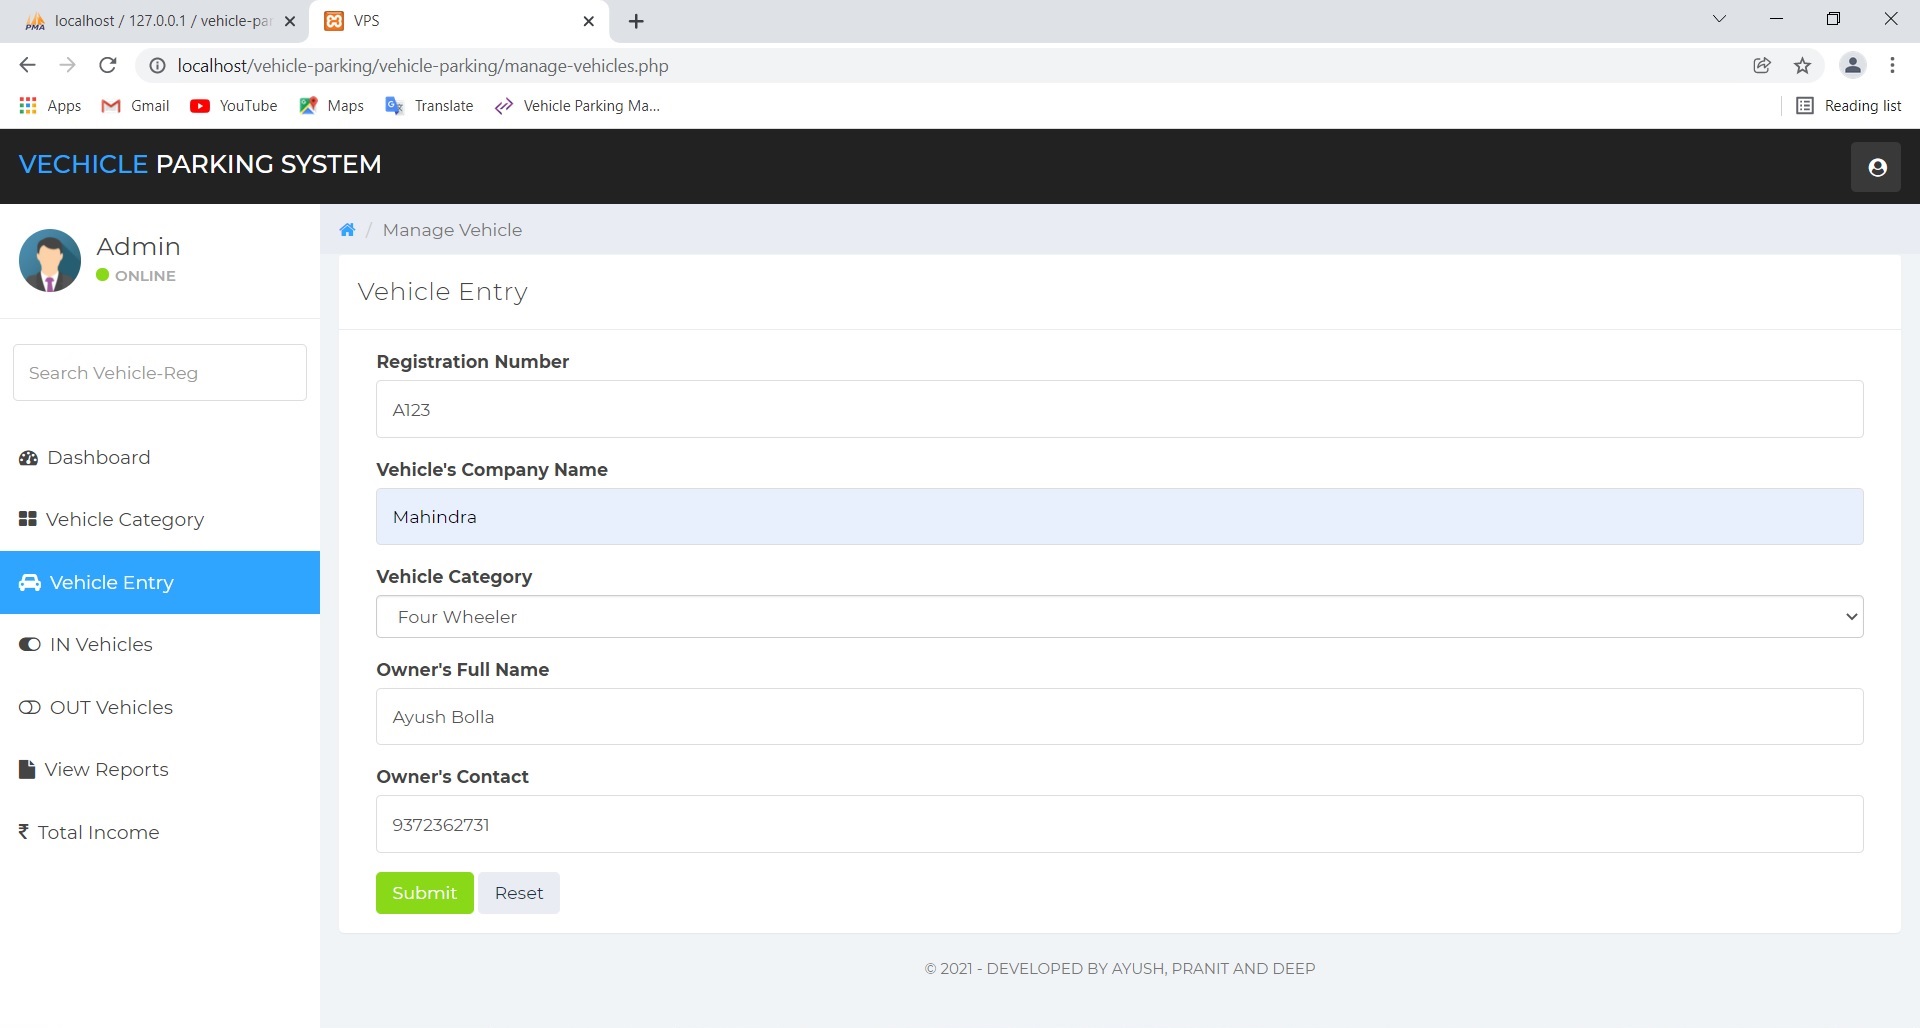 localhost / 127.0.0.1 / vehicle-par
VPS
localhost/vehicle-parking/vehicle-parking/manage-vehicles.php
Apps
Gmail
YouTube
Maps
Translate
Vehicle Parking Ma...
Reading list
VECHICLE PARKING SYSTEM
Admin
ONLINE
Search Vehicle-Reg
Dashboard
Vehicle Category
Vehicle Entry
IN Vehicles
OUT Vehicles
View Reports
₹ Total Income
/ Manage Vehicle
Vehicle Entry
Registration Number
A123
Vehicle's Company Name
Mahindra
Vehicle Category
Four Wheeler
Owner's Full Name
Ayush Bolla
Owner's Contact
9372362731
Submit
Reset
© 2021 - DEVELOPED BY AYUSH, PRANIT AND DEEP